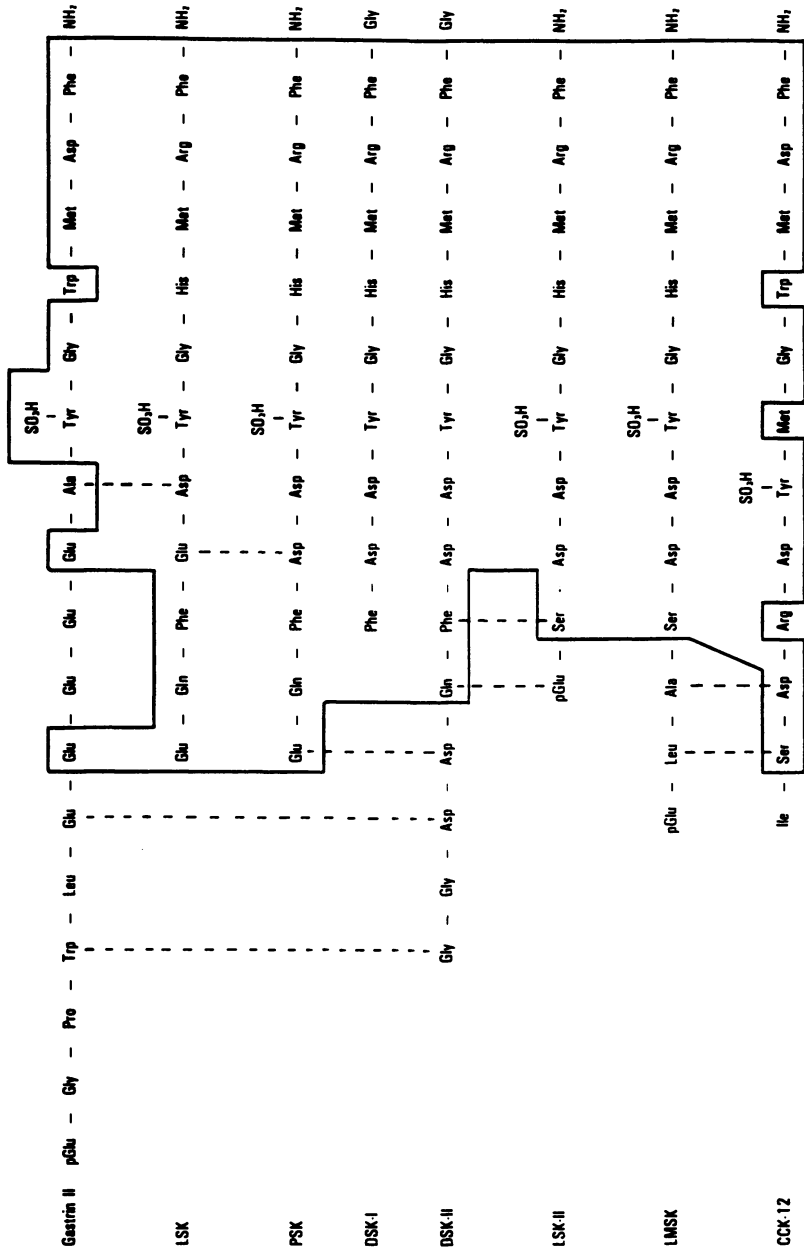 SO₃H
Gastrin II pGlu – Gly – Pro – Trp – Leu – Glu – Glu – Glu – Glu – Glu – Ala – Tyr – Gly – Trp – Met – Asp – Phe – NH₂
SO₃H
LSK Glu – Gln – Phe – Glu – Asp – Tyr – Gly – His – Met – Arg – Phe – NH₂
SO₃H
PSK Glu – Gln – Phe – Asp – Asp – Tyr – Gly – His – Met – Arg – Phe – NH₂
DSK-I Phe – Asp – Asp – Tyr – Gly – His – Met – Arg – Phe – Gly
DSK-II Gly – Gly – Asp – Asp – Gln – Phe – Asp – Asp – Tyr – Gly – His – Met – Arg – Phe – Gly
SO₃H
LSK-II pGlu – Ser – Asp – Asp – Tyr – Gly – His – Met – Arg – Phe – NH₂
SO₃H
LMSK pGlu – Leu – Ala – Ser – Asp – Asp – Tyr – Gly – His – Met – Arg – Phe – NH₂
SO₃H
CCK-12 Ile – Ser – Asp – Arg – Asp – Tyr – Met – Gly – Trp – Met – Asp – Phe – NH₂